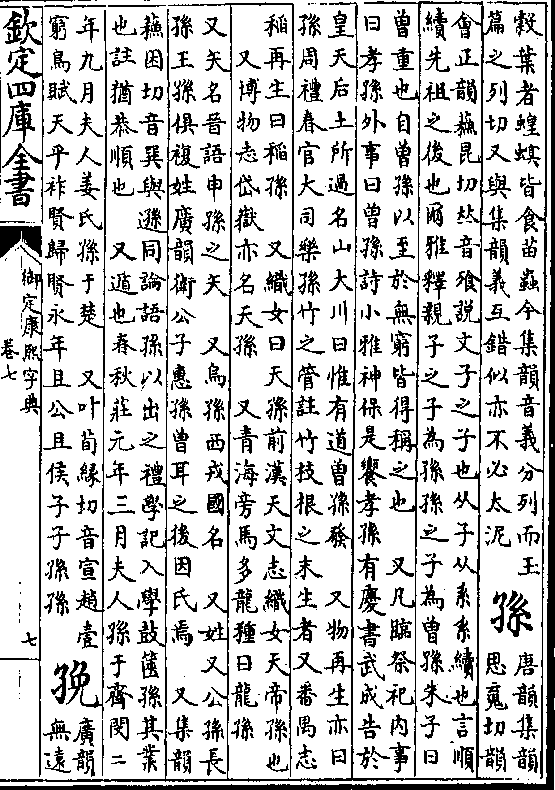 穀葉者蝗螟皆食苗蟲今集韻音義分列而玉
篇之列切又與集韻義互錯似亦不必太泥
孫
唐韻集韻
思䰟切韻
會正韻蘇昆切𠀤音飧說文子之子也从子从系系續也言順
續先祖之後也爾雅釋親子之子為孫孫之子為曾孫朱子曰
曾重也自曾孫以至於無窮皆得稱之也 又凡臨祭祀內事
曰孝孫外事曰曾孫詩小雅神保是饗孝孫有慶書武成告於
皇天后土所過名山大川曰惟有道曾孫發 又物再生亦曰
孫周禮春官大司樂孫竹之管註竹枝根之末生者又番禺志
稻再生曰稻孫 又織女曰天孫前漢天文志織女天帝孫也
又博物志岱嶽亦名天孫 又青海旁馬多龍種曰龍孫
又矢名晉語申孫之矢 又烏孫西戎國名 又姓又公孫長
孫王孫俱複姓廣韻衛公子惠孫曾耳之後因氏焉 又集韻
蘇困切音巽與遜同論語孫以出之禮學記入學鼓篋孫其業
也註猶恭順也 又遁也春秋莊元年三月夫人孫于齊閔二
年九月夫人姜氏孫于楚 又叶荀縁切音宣趙壹
窮鳥賦天乎祚賢歸賢永年且公且侯子子孫孫
㝃
廣韻
無遠
欽定四庫全書
御定康熙字典
卷七
七